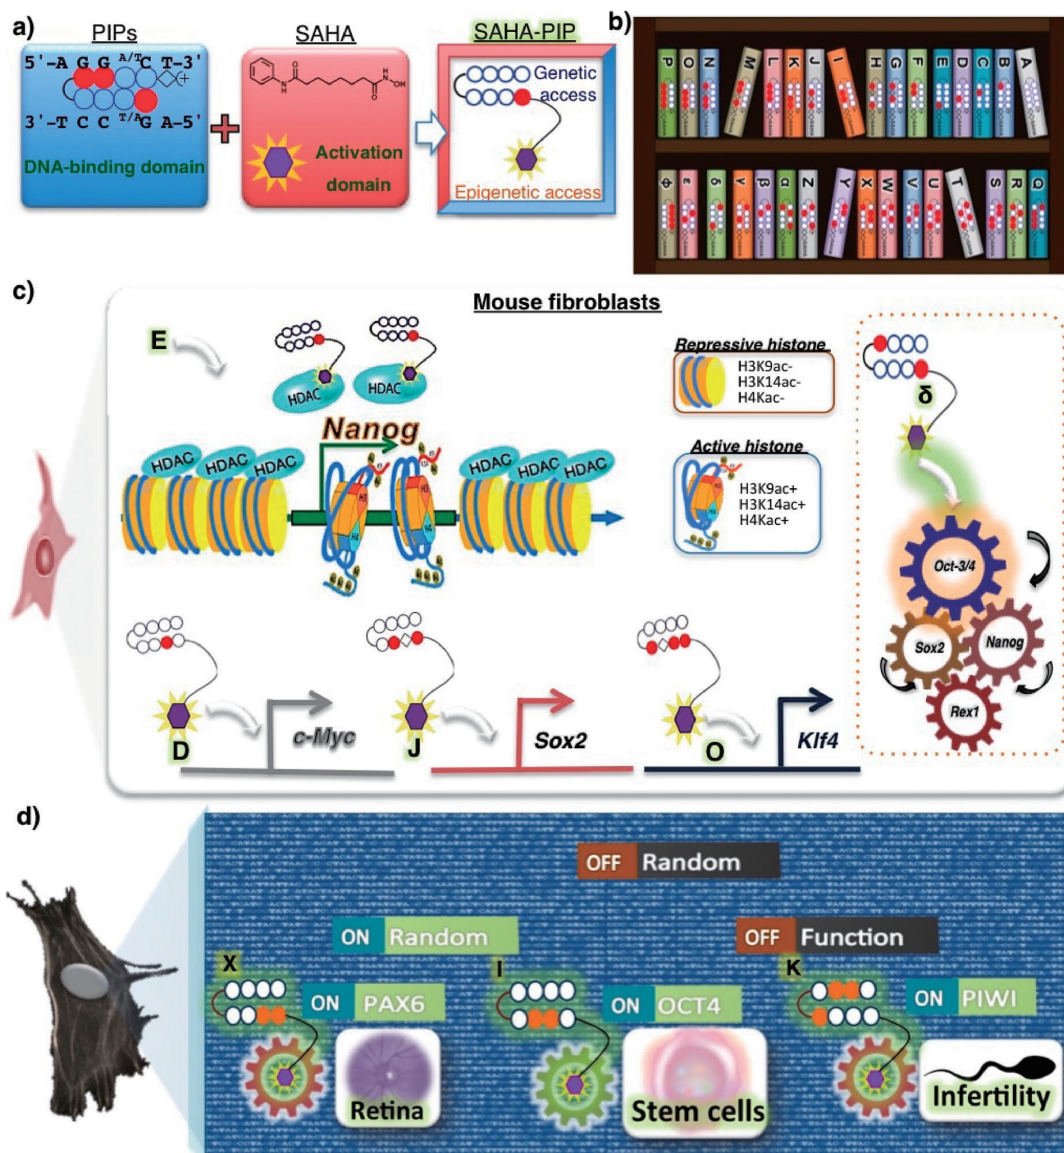 a)
PIPs
5'-A G G A/T C T-3'
+
3'-T C C T/A G A-5'
DNA-binding domain
SAHA
H
N
O
O
H
N
OH
Activation
domain
SAHA-PIP
Genetic
access
Epigenetic access
b)
P O N M L K J I H G F E D C B A
Φ ε δ γ β α Z Y X W V U T S R Q
c)
Mouse fibroblasts
E
HDAC
HDAC
Nanog
HDAC
HDAC
HDAC
HDAC
HDAC
HDAC
H3
H4
Repressive histone
H3K9ac-
H3K14ac-
H4Kac-
Active histone
H3K9ac+
H3K14ac+
H4Kac+
δ
Oct-3/4
Sox2
Nanog
Rex1
D
c-Myc
J
Sox2
O
Klf4
d)
OFF Random
ON Random
OFF Function
X
ON PAX6
Retina
I
ON OCT4
Stem cells
K
ON PIWI
Infertility